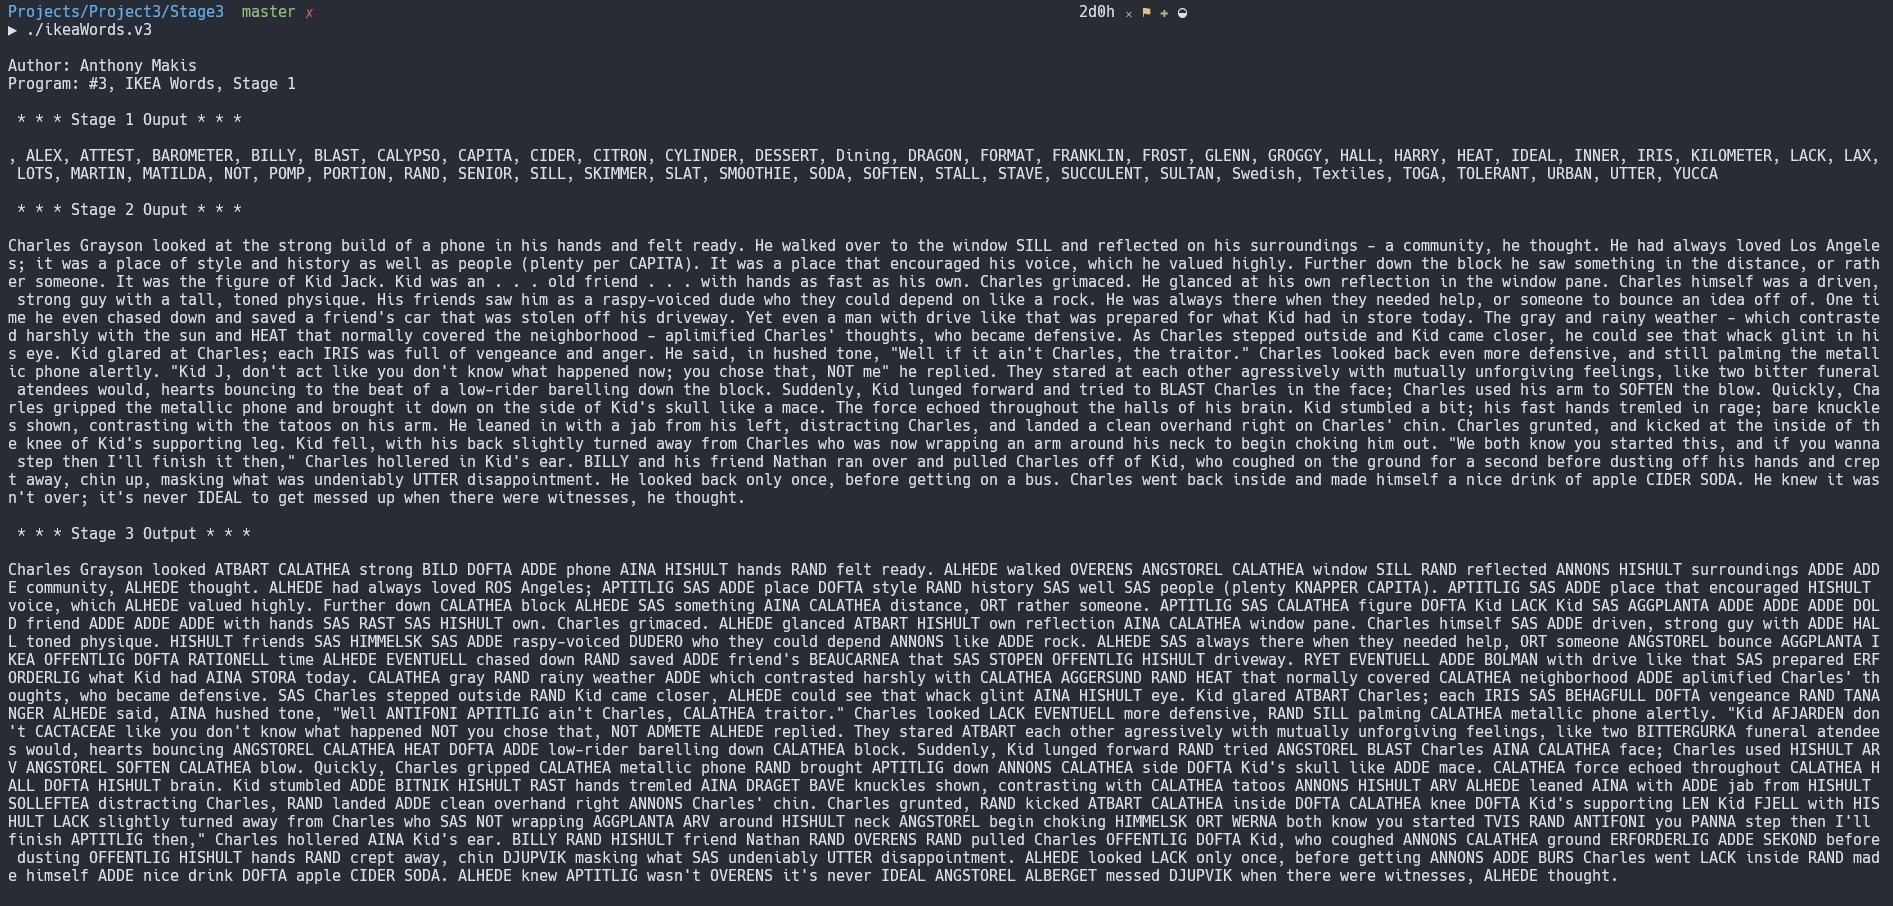 Projects/Project3/Stage3  master ✗ 2d0h ✕ ⚑ ✚ ◒
▶ ./ikeaWords.v3
Author: Anthony Makis
Program: #3, IKEA Words, Stage 1
* * * Stage 1 Ouput * * *
, ALEX, ATTEST, BAROMETER, BILLY, BLAST, CALYPSO, CAPITA, CIDER, CITRON, CYLINDER, DESSERT, Dining, DRAGON, FORMAT, FRANKLIN, FROST, GLENN, GROGGY, HALL, HARRY, HEAT, IDEAL, INNER, IRIS, KILOMETER, LACK, LAX,
LOTS, MARTIN, MATILDA, NOT, POMP, PORTION, RAND, SENIOR, SILL, SKIMMER, SLAT, SMOOTHIE, SODA, SOFTEN, STALL, STAVE, SUCCULENT, SULTAN, Swedish, Textiles, TOGA, TOLERANT, URBAN, UTTER, YUCCA
* * * Stage 2 Ouput * * *
Charles Grayson looked at the strong build of a phone in his hands and felt ready. He walked over to the window SILL and reflected on his surroundings - a community, he thought. He had always loved Los Angele
s; it was a place of style and history as well as people (plenty per CAPITA). It was a place that encouraged his voice, which he valued highly. Further down the block he saw something in the distance, or rath
er someone. It was the figure of Kid Jack. Kid was an . . . old friend . . . with hands as fast as his own. Charles grimaced. He glanced at his own reflection in the window pane. Charles himself was a driven,
strong guy with a tall, toned physique. His friends saw him as a raspy-voiced dude who they could depend on like a rock. He was always there when they needed help, or someone to bounce an idea off of. One ti
me he even chased down and saved a friend's car that was stolen off his driveway. Yet even a man with drive like that was prepared for what Kid had in store today. The gray and rainy weather - which contraste
d harshly with the sun and HEAT that normally covered the neighborhood - aplimified Charles' thoughts, who became defensive. As Charles stepped outside and Kid came closer, he could see that whack glint in hi
s eye. Kid glared at Charles; each IRIS was full of vengeance and anger. He said, in hushed tone, "Well if it ain't Charles, the traitor." Charles looked back even more defensive, and still palming the metall
ic phone alertly. "Kid J, don't act like you don't know what happened now; you chose that, NOT me" he replied. They stared at each other agressively with mutually unforgiving feelings, like two bitter funeral
atendees would, hearts bouncing to the beat of a low-rider barelling down the block. Suddenly, Kid lunged forward and tried to BLAST Charles in the face; Charles used his arm to SOFTEN the blow. Quickly, Cha
rles gripped the metallic phone and brought it down on the side of Kid's skull like a mace. The force echoed throughout the halls of his brain. Kid stumbled a bit; his fast hands tremled in rage; bare knuckle
s shown, contrasting with the tatoos on his arm. He leaned in with a jab from his left, distracting Charles, and landed a clean overhand right on Charles' chin. Charles grunted, and kicked at the inside of th
e knee of Kid's supporting leg. Kid fell, with his back slightly turned away from Charles who was now wrapping an arm around his neck to begin choking him out. "We both know you started this, and if you wanna
step then I'll finish it then," Charles hollered in Kid's ear. BILLY and his friend Nathan ran over and pulled Charles off of Kid, who coughed on the ground for a second before dusting off his hands and crep
t away, chin up, masking what was undeniably UTTER disappointment. He looked back only once, before getting on a bus. Charles went back inside and made himself a nice drink of apple CIDER SODA. He knew it was
n't over; it's never IDEAL to get messed up when there were witnesses, he thought.
* * * Stage 3 Output * * *
Charles Grayson looked ATBART CALATHEA strong BILD DOFTA ADDE phone AINA HISHULT hands RAND felt ready. ALHEDE walked OVERENS ANGSTOREL CALATHEA window SILL RAND reflected ANNONS HISHULT surroundings ADDE ADD
E community, ALHEDE thought. ALHEDE had always loved ROS Angeles; APTITLIG SAS ADDE place DOFTA style RAND history SAS well SAS people (plenty KNAPPER CAPITA). APTITLIG SAS ADDE place that encouraged HISHULT
voice, which ALHEDE valued highly. Further down CALATHEA block ALHEDE SAS something AINA CALATHEA distance, ORT rather someone. APTITLIG SAS CALATHEA figure DOFTA Kid LACK Kid SAS AGGPLANTA ADDE ADDE ADDE DOL
D friend ADDE ADDE ADDE with hands SAS RAST SAS HISHULT own. Charles grimaced. ALHEDE glanced ATBART HISHULT own reflection AINA CALATHEA window pane. Charles himself SAS ADDE driven, strong guy with ADDE HAL
L toned physique. HISHULT friends SAS HIMMELSK SAS ADDE raspy-voiced DUDERO who they could depend ANNONS like ADDE rock. ALHEDE SAS always there when they needed help, ORT someone ANGSTOREL bounce AGGPLANTA I
KEA OFFENTLIG DOFTA RATIONELL time ALHEDE EVENTUELL chased down RAND saved ADDE friend's BEAUCARNEA that SAS STOPEN OFFENTLIG HISHULT driveway. RYET EVENTUELL ADDE BOLMAN with drive like that SAS prepared ERF
ORDERLIG what Kid had AINA STORA today. CALATHEA gray RAND rainy weather ADDE which contrasted harshly with CALATHEA AGGERSUND RAND HEAT that normally covered CALATHEA neighborhood ADDE aplimified Charles' th
oughts, who became defensive. SAS Charles stepped outside RAND Kid came closer, ALHEDE could see that whack glint AINA HISHULT eye. Kid glared ATBART Charles; each IRIS SAS BEHAGFULL DOFTA vengeance RAND TANA
NGER ALHEDE said, AINA hushed tone, "Well ANTIFONI APTITLIG ain't Charles, CALATHEA traitor." Charles looked LACK EVENTUELL more defensive, RAND SILL palming CALATHEA metallic phone alertly. "Kid AFJARDEN don
't CACTACEAE like you don't know what happened NOT you chose that, NOT ADMETE ALHEDE replied. They stared ATBART each other agressively with mutually unforgiving feelings, like two BITTERGURKA funeral atendee
s would, hearts bouncing ANGSTOREL CALATHEA HEAT DOFTA ADDE low-rider barelling down CALATHEA block. Suddenly, Kid lunged forward RAND tried ANGSTOREL BLAST Charles AINA CALATHEA face; Charles used HISHULT AR
V ANGSTOREL SOFTEN CALATHEA blow. Quickly, Charles gripped CALATHEA metallic phone RAND brought APTITLIG down ANNONS CALATHEA side DOFTA Kid's skull like ADDE mace. CALATHEA force echoed throughout CALATHEA H
ALL DOFTA HISHULT brain. Kid stumbled ADDE BITNIK HISHULT RAST hands tremled AINA DRAGET BAVE knuckles shown, contrasting with CALATHEA tatoos ANNONS HISHULT ARV ALHEDE leaned AINA with ADDE jab from HISHULT
SOLLEFTEA distracting Charles, RAND landed ADDE clean overhand right ANNONS Charles' chin. Charles grunted, RAND kicked ATBART CALATHEA inside DOFTA CALATHEA knee DOFTA Kid's supporting LEN Kid FJELL with HIS
HULT LACK slightly turned away from Charles who SAS NOT wrapping AGGPLANTA ARV around HISHULT neck ANGSTOREL begin choking HIMMELSK ORT WERNA both know you started TVIS RAND ANTIFONI you PANNA step then I'll
finish APTITLIG then," Charles hollered AINA Kid's ear. BILLY RAND HISHULT friend Nathan RAND OVERENS RAND pulled Charles OFFENTLIG DOFTA Kid, who coughed ANNONS CALATHEA ground ERFORDERLIG ADDE SEKOND before
dusting OFFENTLIG HISHULT hands RAND crept away, chin DJUPVIK masking what SAS undeniably UTTER disappointment. ALHEDE looked LACK only once, before getting ANNONS ADDE BURS Charles went LACK inside RAND mad
e himself ADDE nice drink DOFTA apple CIDER SODA. ALHEDE knew APTITLIG wasn't OVERENS it's never IDEAL ANGSTOREL ALBERGET messed DJUPVIK when there were witnesses, ALHEDE thought.